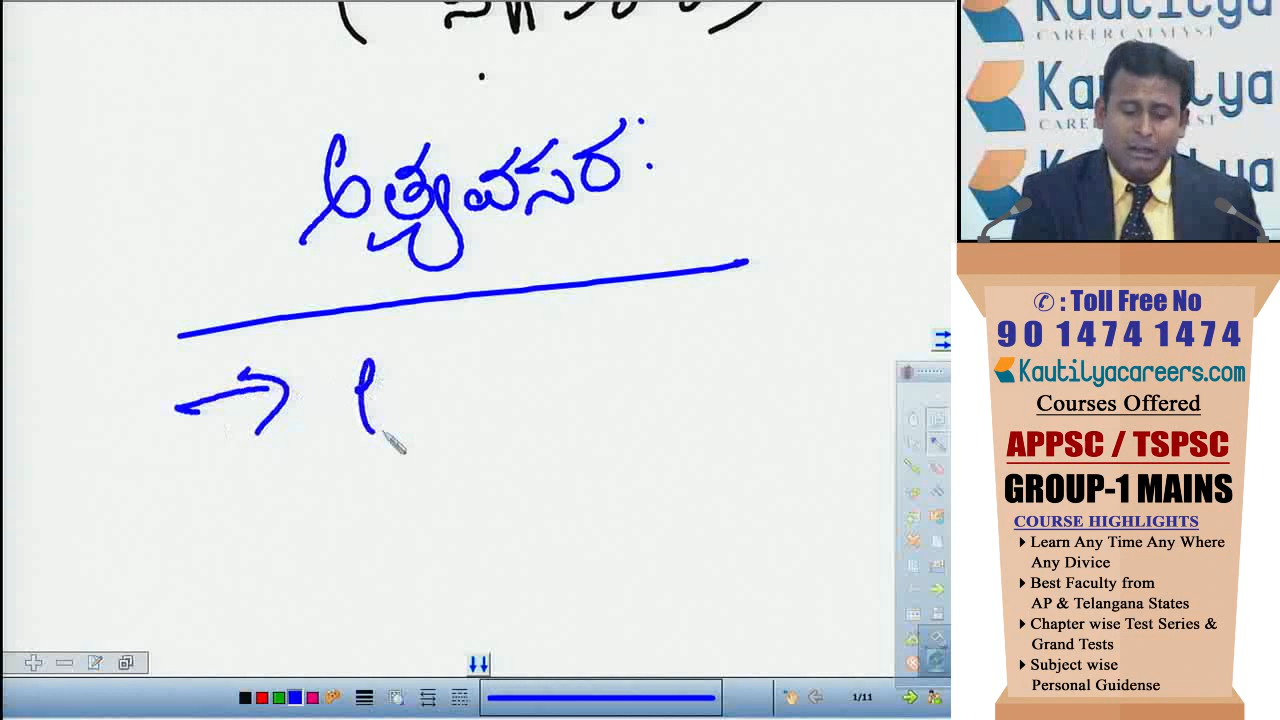 అత్యవసర :
Kautilya
CAREER CATALYST
Kautilya
✆ : Toll Free No
90 1474 1474
Kautilyacareers.com
Courses Offered
APPSC / TSPSC
GROUP-1 MAINS
COURSE HIGHLIGHTS
Learn Any Time Any Where
Any Divice
Best Faculty from
AP & Telangana States
Chapter wise Test Series &
Grand Tests
Subject wise
Personal Guidense
1/11